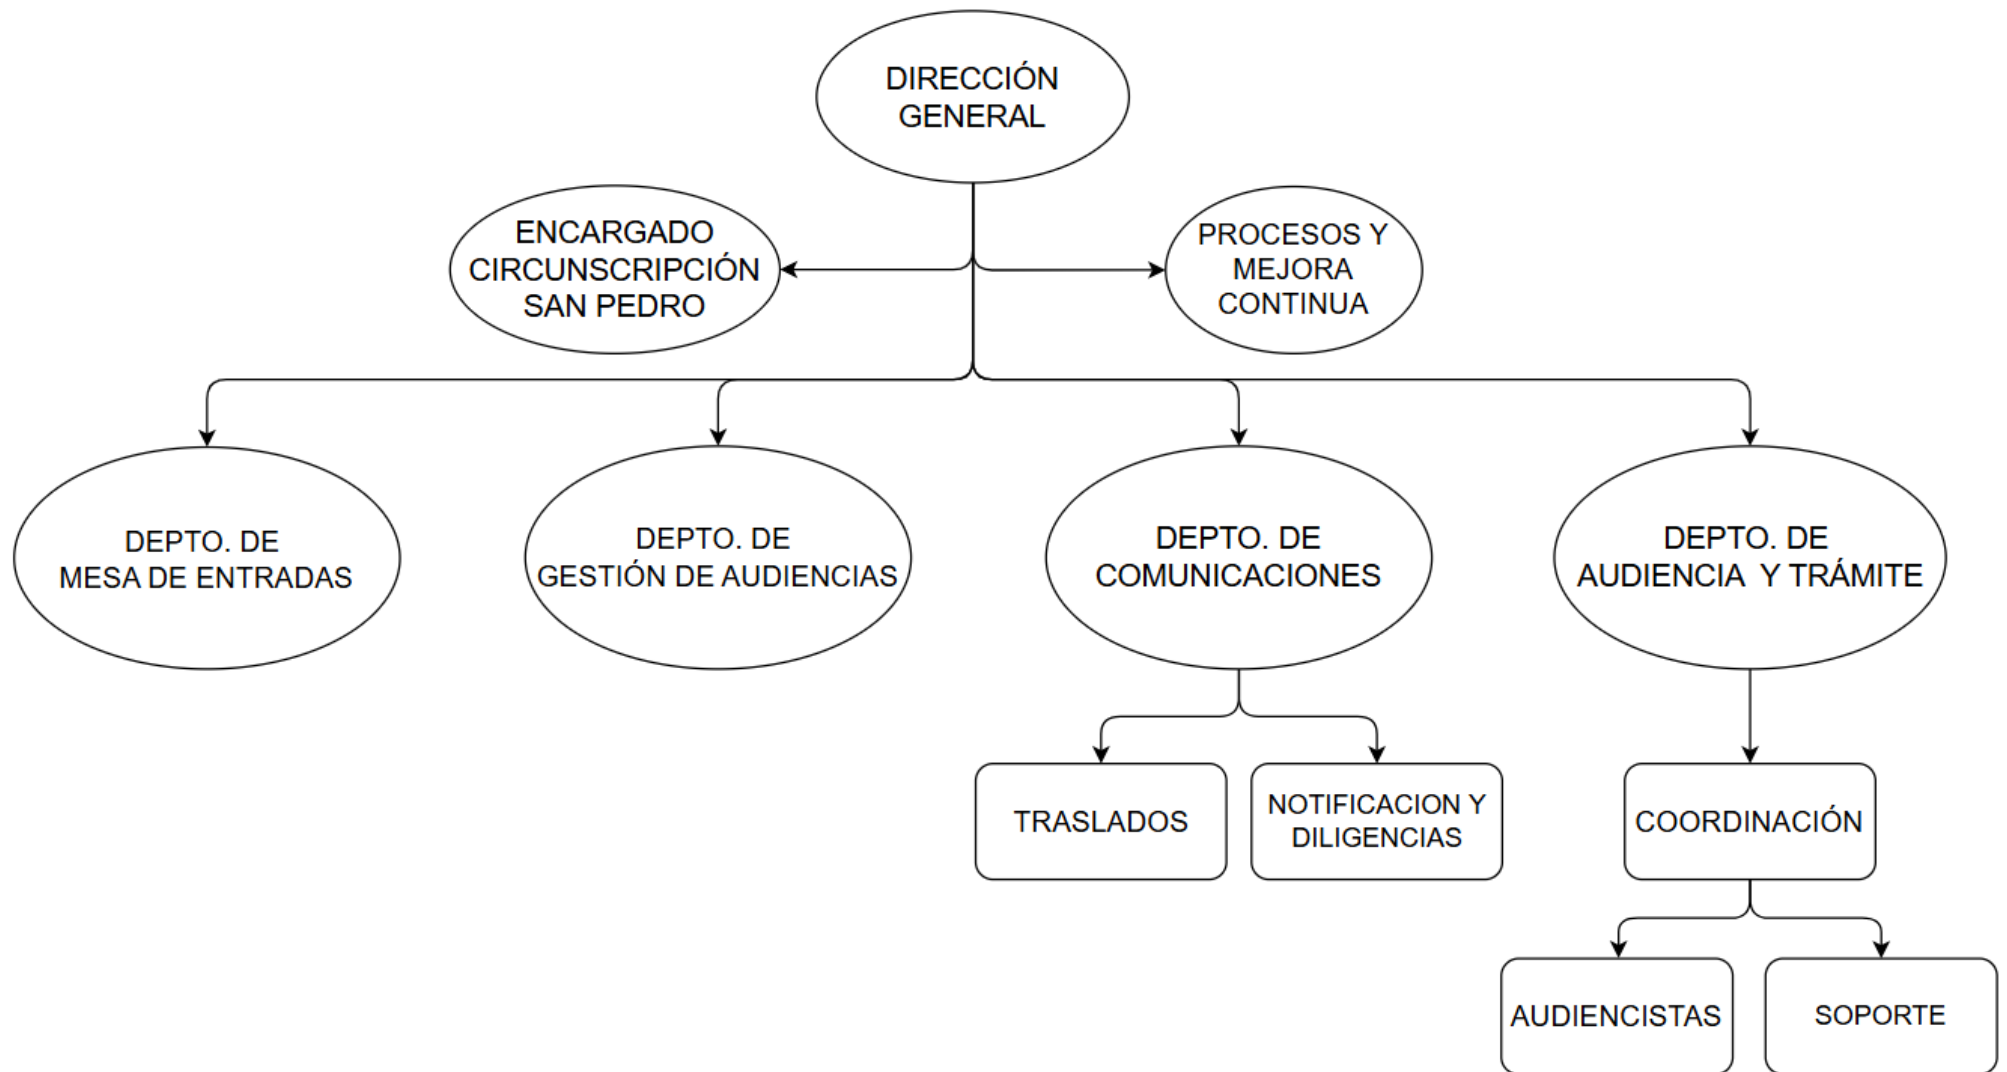 DIRECCIÓN
GENERAL
ENCARGADO
CIRCUNSCRIPCIÓN
SAN PEDRO
PROCESOS Y
MEJORA
CONTINUA
DEPTO. DE
MESA DE ENTRADAS
DEPTO. DE
GESTIÓN DE AUDIENCIAS
DEPTO. DE
COMUNICACIONES
DEPTO. DE
AUDIENCIA Y TRÁMITE
TRASLADOS
NOTIFICACION Y
DILIGENCIAS
COORDINACIÓN
AUDIENCISTAS
SOPORTE